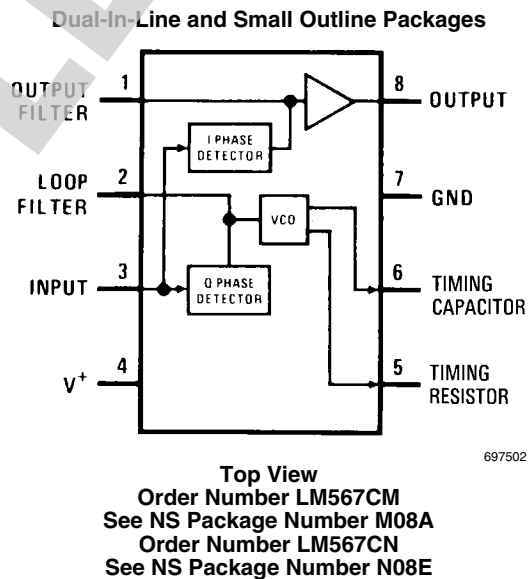 Dual-In-Line and Small Outline Packages
1
OUTPUT
FILTER
8
OUTPUT
I PHASE
DETECTOR
2
LOOP
FILTER
7
GND
VCO
3
INPUT
Q PHASE
DETECTOR
6
TIMING
CAPACITOR
4
V+
5
TIMING
RESISTOR
697502
Top View
Order Number LM567CM
See NS Package Number M08A
Order Number LM567CN
See NS Package Number N08E